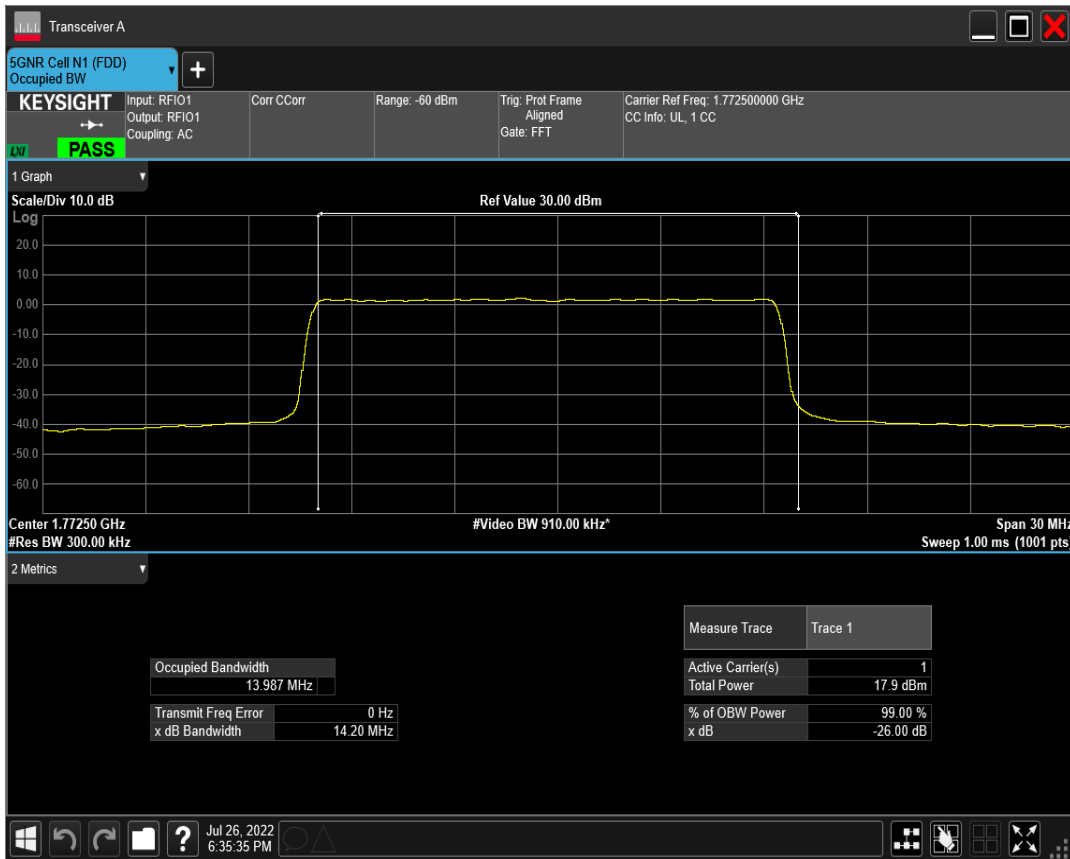 Transceiver A
5GNR Cell N1 (FDD)
Occupied BW
KEYSIGHT
LXI
PASS
Input: RFIO1
Output: RFIO1
Coupling: AC
Corr CCorr
Range: -60 dBm
Trig: Prot Frame
Aligned
Gate: FFT
Carrier Ref Freq: 1.772500000 GHz
CC Info: UL, 1 CC
1 Graph
Scale/Div 10.0 dB
Ref Value 30.00 dBm
Log
20.0
10.0
0.00
-10.0
-20.0
-30.0
-40.0
-50.0
-60.0
Center 1.77250 GHz
#Video BW 910.00 kHz*
Span 30 MHz
#Res BW 300.00 kHz
Sweep 1.00 ms (1001 pts)
2 Metrics
Measure Trace Trace 1
Occupied Bandwidth
13.987 MHz
Active Carrier(s) 1
Total Power 17.9 dBm
Transmit Freq Error 0 Hz
x dB Bandwidth 14.20 MHz
% of OBW Power 99.00 %
x dB -26.00 dB
?
Jul 26, 2022
6:35:35 PM